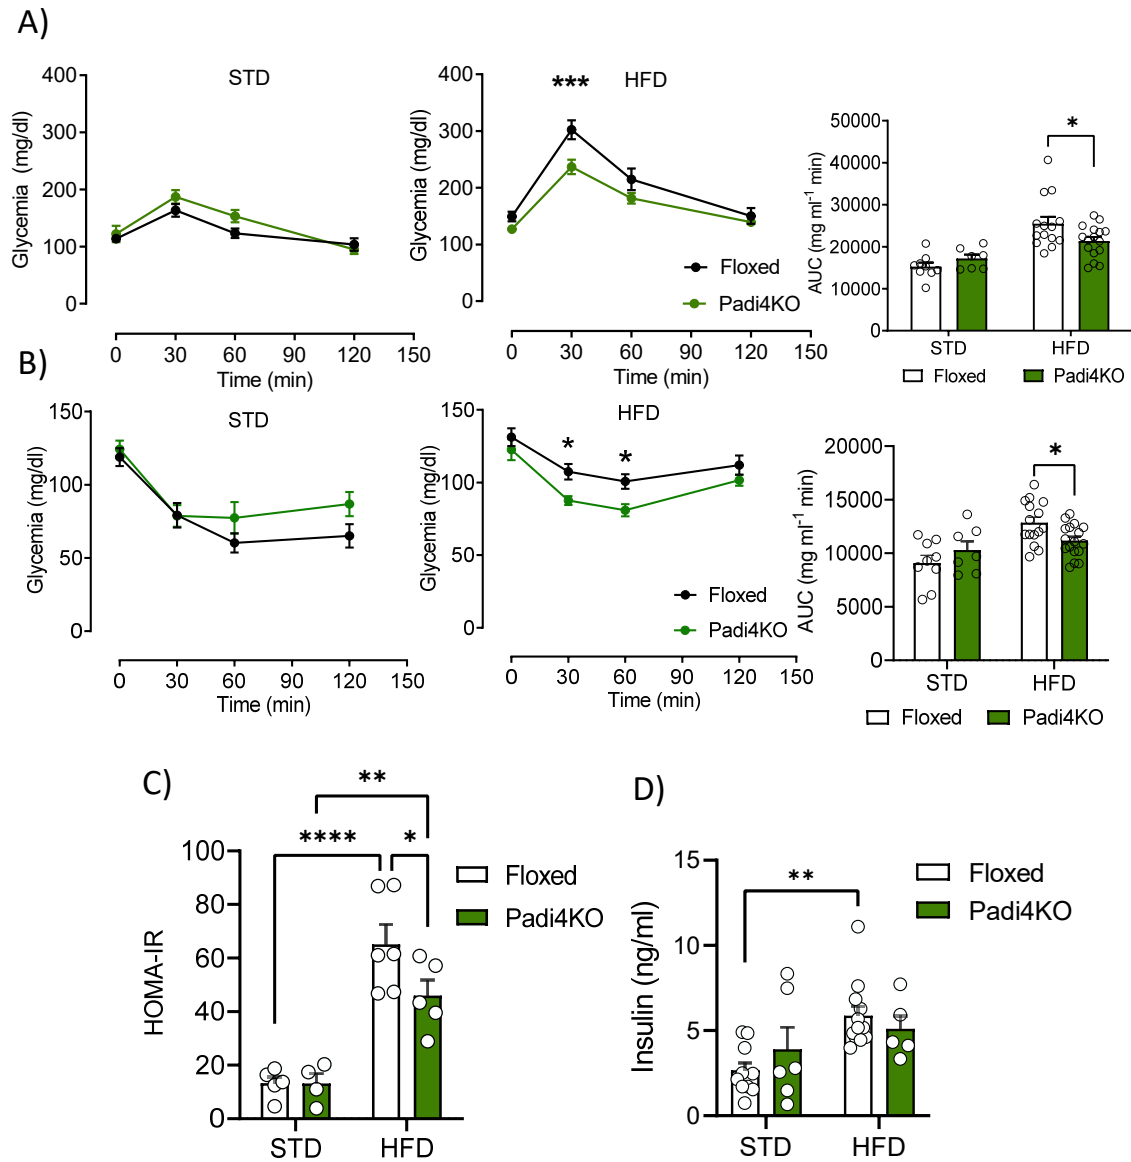 A)
STD
HFD
***
Glycemia (mg/dl)
400
300
200
100
0
0 30 60 90 120 150
Time (min)
Glycemia (mg/dl)
400
300
200
100
0
Floxed
Padi4KO
0 30 60 90 120 150
Time (min)
AUC (mg ml-1 min)
50000
40000
30000
20000
10000
0
*
STD HFD
Floxed Padi4KO
B)
STD
Glycemia (mg/dl)
150
100
50
0
0 30 60 90 120 150
Time (min)
HFD
* *
Glycemia (mg/dl)
150
100
50
0
Floxed
Padi4KO
0 30 60 90 120 150
Time (min)
AUC (mg ml-1 min)
20000
15000
10000
5000
0
*
STD HFD
Floxed Padi4KO
C)
**
**** *
HOMA-IR
100
80
60
40
20
0
Floxed
Padi4KO
STD HFD
D)
**
Insulin (ng/ml)
15
10
5
0
Floxed
Padi4KO
STD HFD